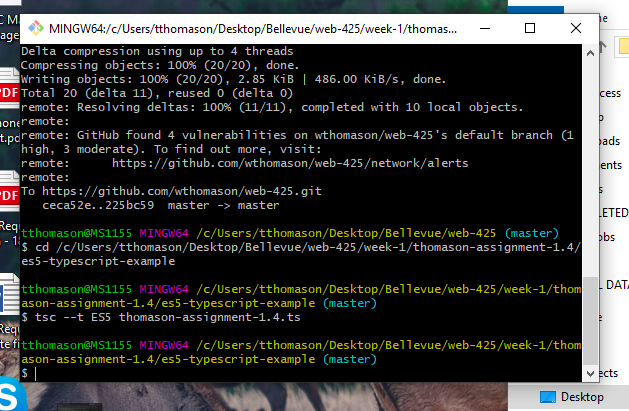 MINGW64:/c/Users/tthomason/Desktop/Bellevue/web-425/week-1/thomas...
Delta compression using up to 4 threads
Compressing objects: 100% (20/20), done.
Writing objects: 100% (20/20), 2.85 KiB | 486.00 KiB/s, done.
Total 20 (delta 11), reused 0 (delta 0)
remote: Resolving deltas: 100% (11/11), completed with 10 local objects.
remote:
remote: GitHub found 4 vulnerabilities on wthomason/web-425's default branch (1
high, 3 moderate). To find out more, visit:
remote:      https://github.com/wthomason/web-425/network/alerts
remote:
To https://github.com/wthomason/web-425.git
   ceca52e..225bc59  master -> master
tthomason@MS1155 MINGW64 /c/Users/tthomason/Desktop/Bellevue/web-425 (master)
$ cd /c/Users/tthomason/Desktop/Bellevue/web-425/week-1/thomason-assignment-1.4/
es5-typescript-example
tthomason@MS1155 MINGW64 /c/Users/tthomason/Desktop/Bellevue/web-425/week-1/thom
ason-assignment-1.4/es5-typescript-example (master)
$ tsc --t ES5 thomason-assignment-1.4.ts
tthomason@MS1155 MINGW64 /c/Users/tthomason/Desktop/Bellevue/web-425/week-1/thom
ason-assignment-1.4/es5-typescript-example (master)
$
PDF
PDF
Desktop